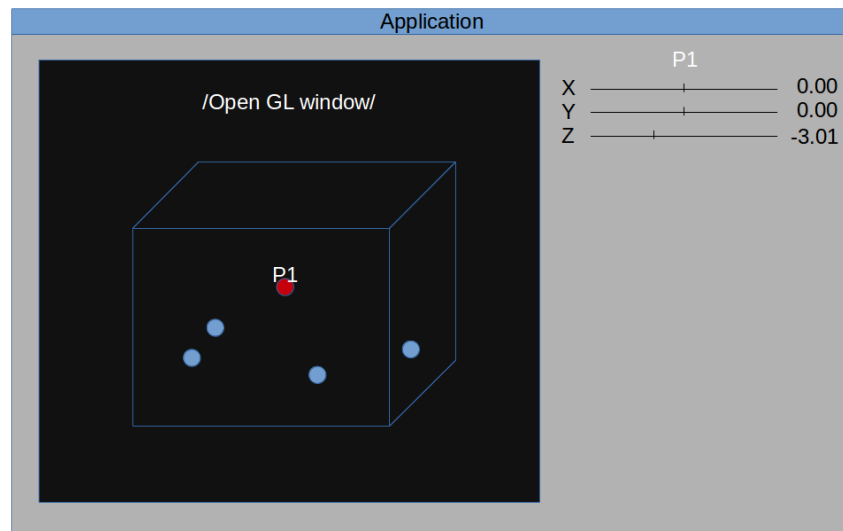 Application
/Open GL window/
P1
P1
X 0.00
Y 0.00
Z -3.01